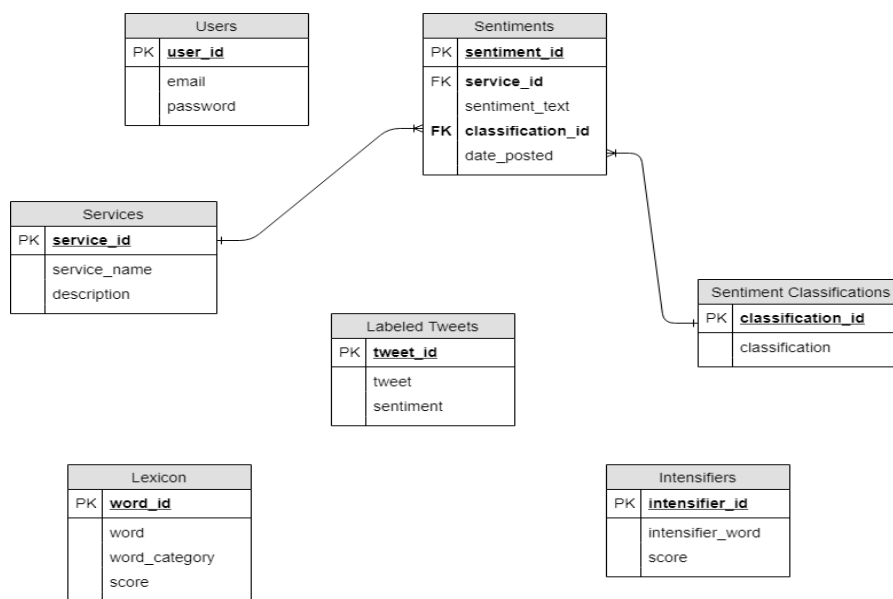 Users
PK user_id
email
password
Sentiments
PK sentiment_id
FK service_id
sentiment_text
FK classification_id
date_posted
Services
PK service_id
service_name
description
Sentiment Classifications
PK classification_id
classification
Labeled Tweets
PK tweet_id
tweet
sentiment
Lexicon
PK word_id
word
word_category
score
Intensifiers
PK intensifier_id
intensifier_word
score